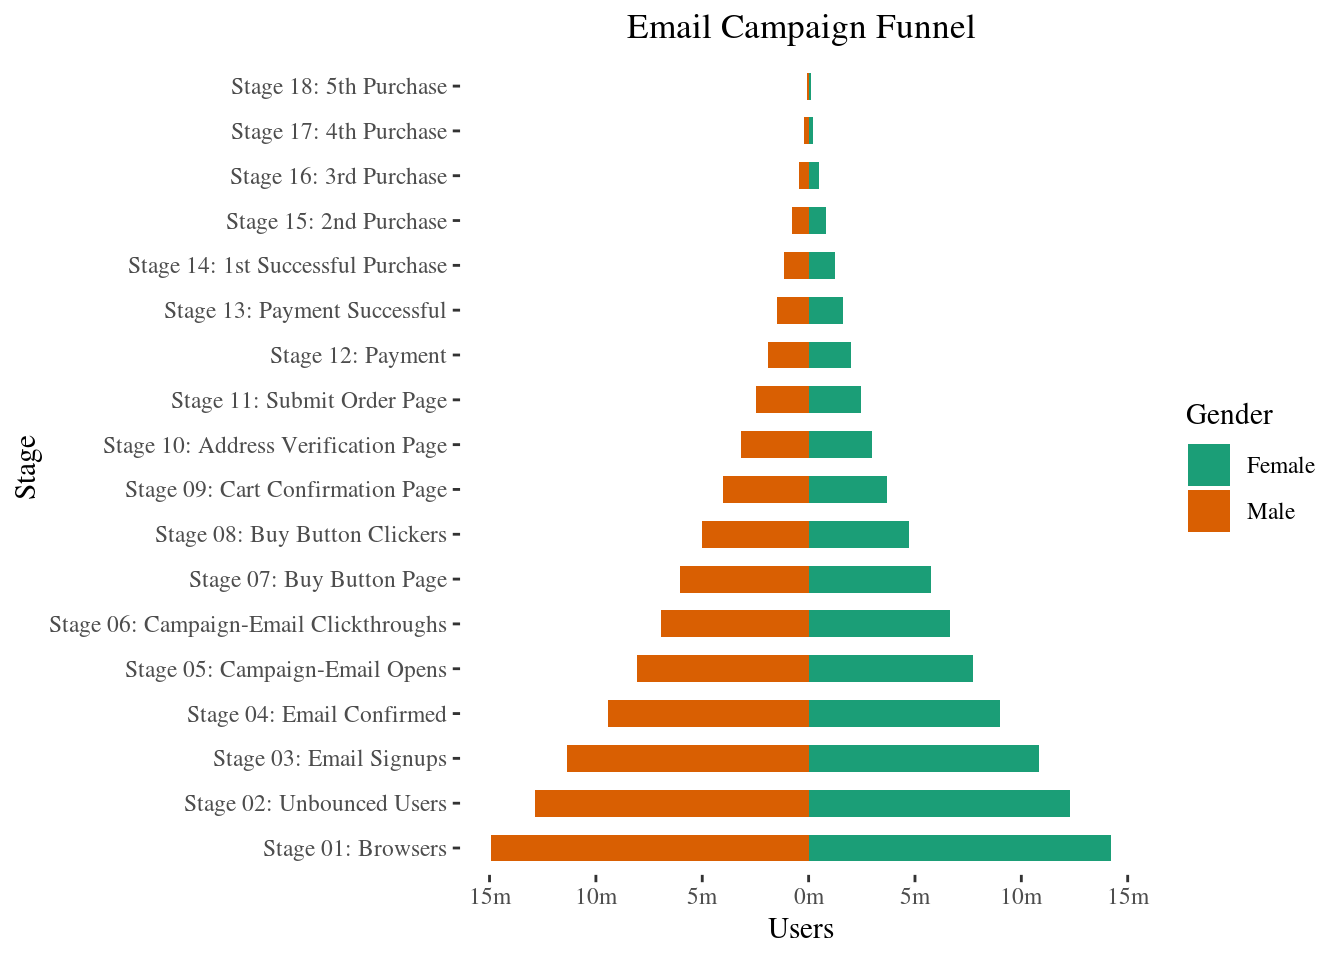 Email Campaign Funnel
Stage 18: 5th Purchase
Stage 17: 4th Purchase
Stage 16: 3rd Purchase
Stage 15: 2nd Purchase
Stage 14: 1st Successful Purchase
Stage 13: Payment Successful
Stage 12: Payment
Stage 11: Submit Order Page
Stage 10: Address Verification Page
Stage 09: Cart Confirmation Page
Stage 08: Buy Button Clickers
Stage 07: Buy Button Page
Stage 06: Campaign-Email Clickthroughs
Stage 05: Campaign-Email Opens
Stage 04: Email Confirmed
Stage 03: Email Signups
Stage 02: Unbounced Users
Stage 01: Browsers
Stage
15m 10m 5m 0m 5m 10m 15m
Users
Gender
Female
Male